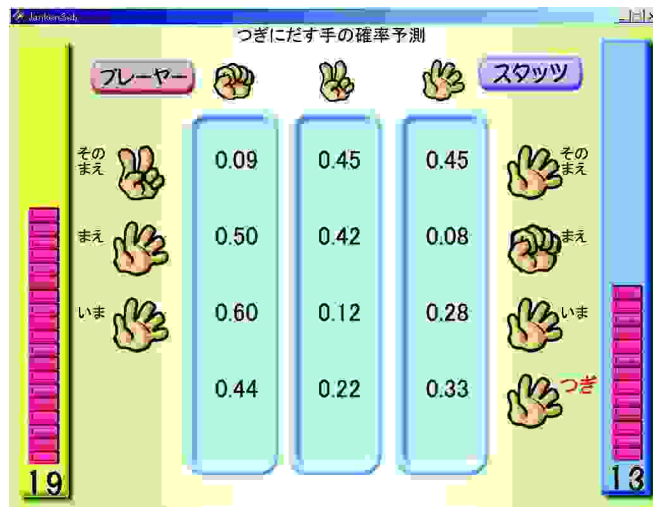 つぎにだす手の確率予測
プレーヤー
スタッツ
その
まえ
0.09 0.45 0.45
その
まえ
まえ 0.50 0.42 0.08 まえ
いま 0.60 0.12 0.28 いま
0.44 0.22 0.33 つぎ
19
13